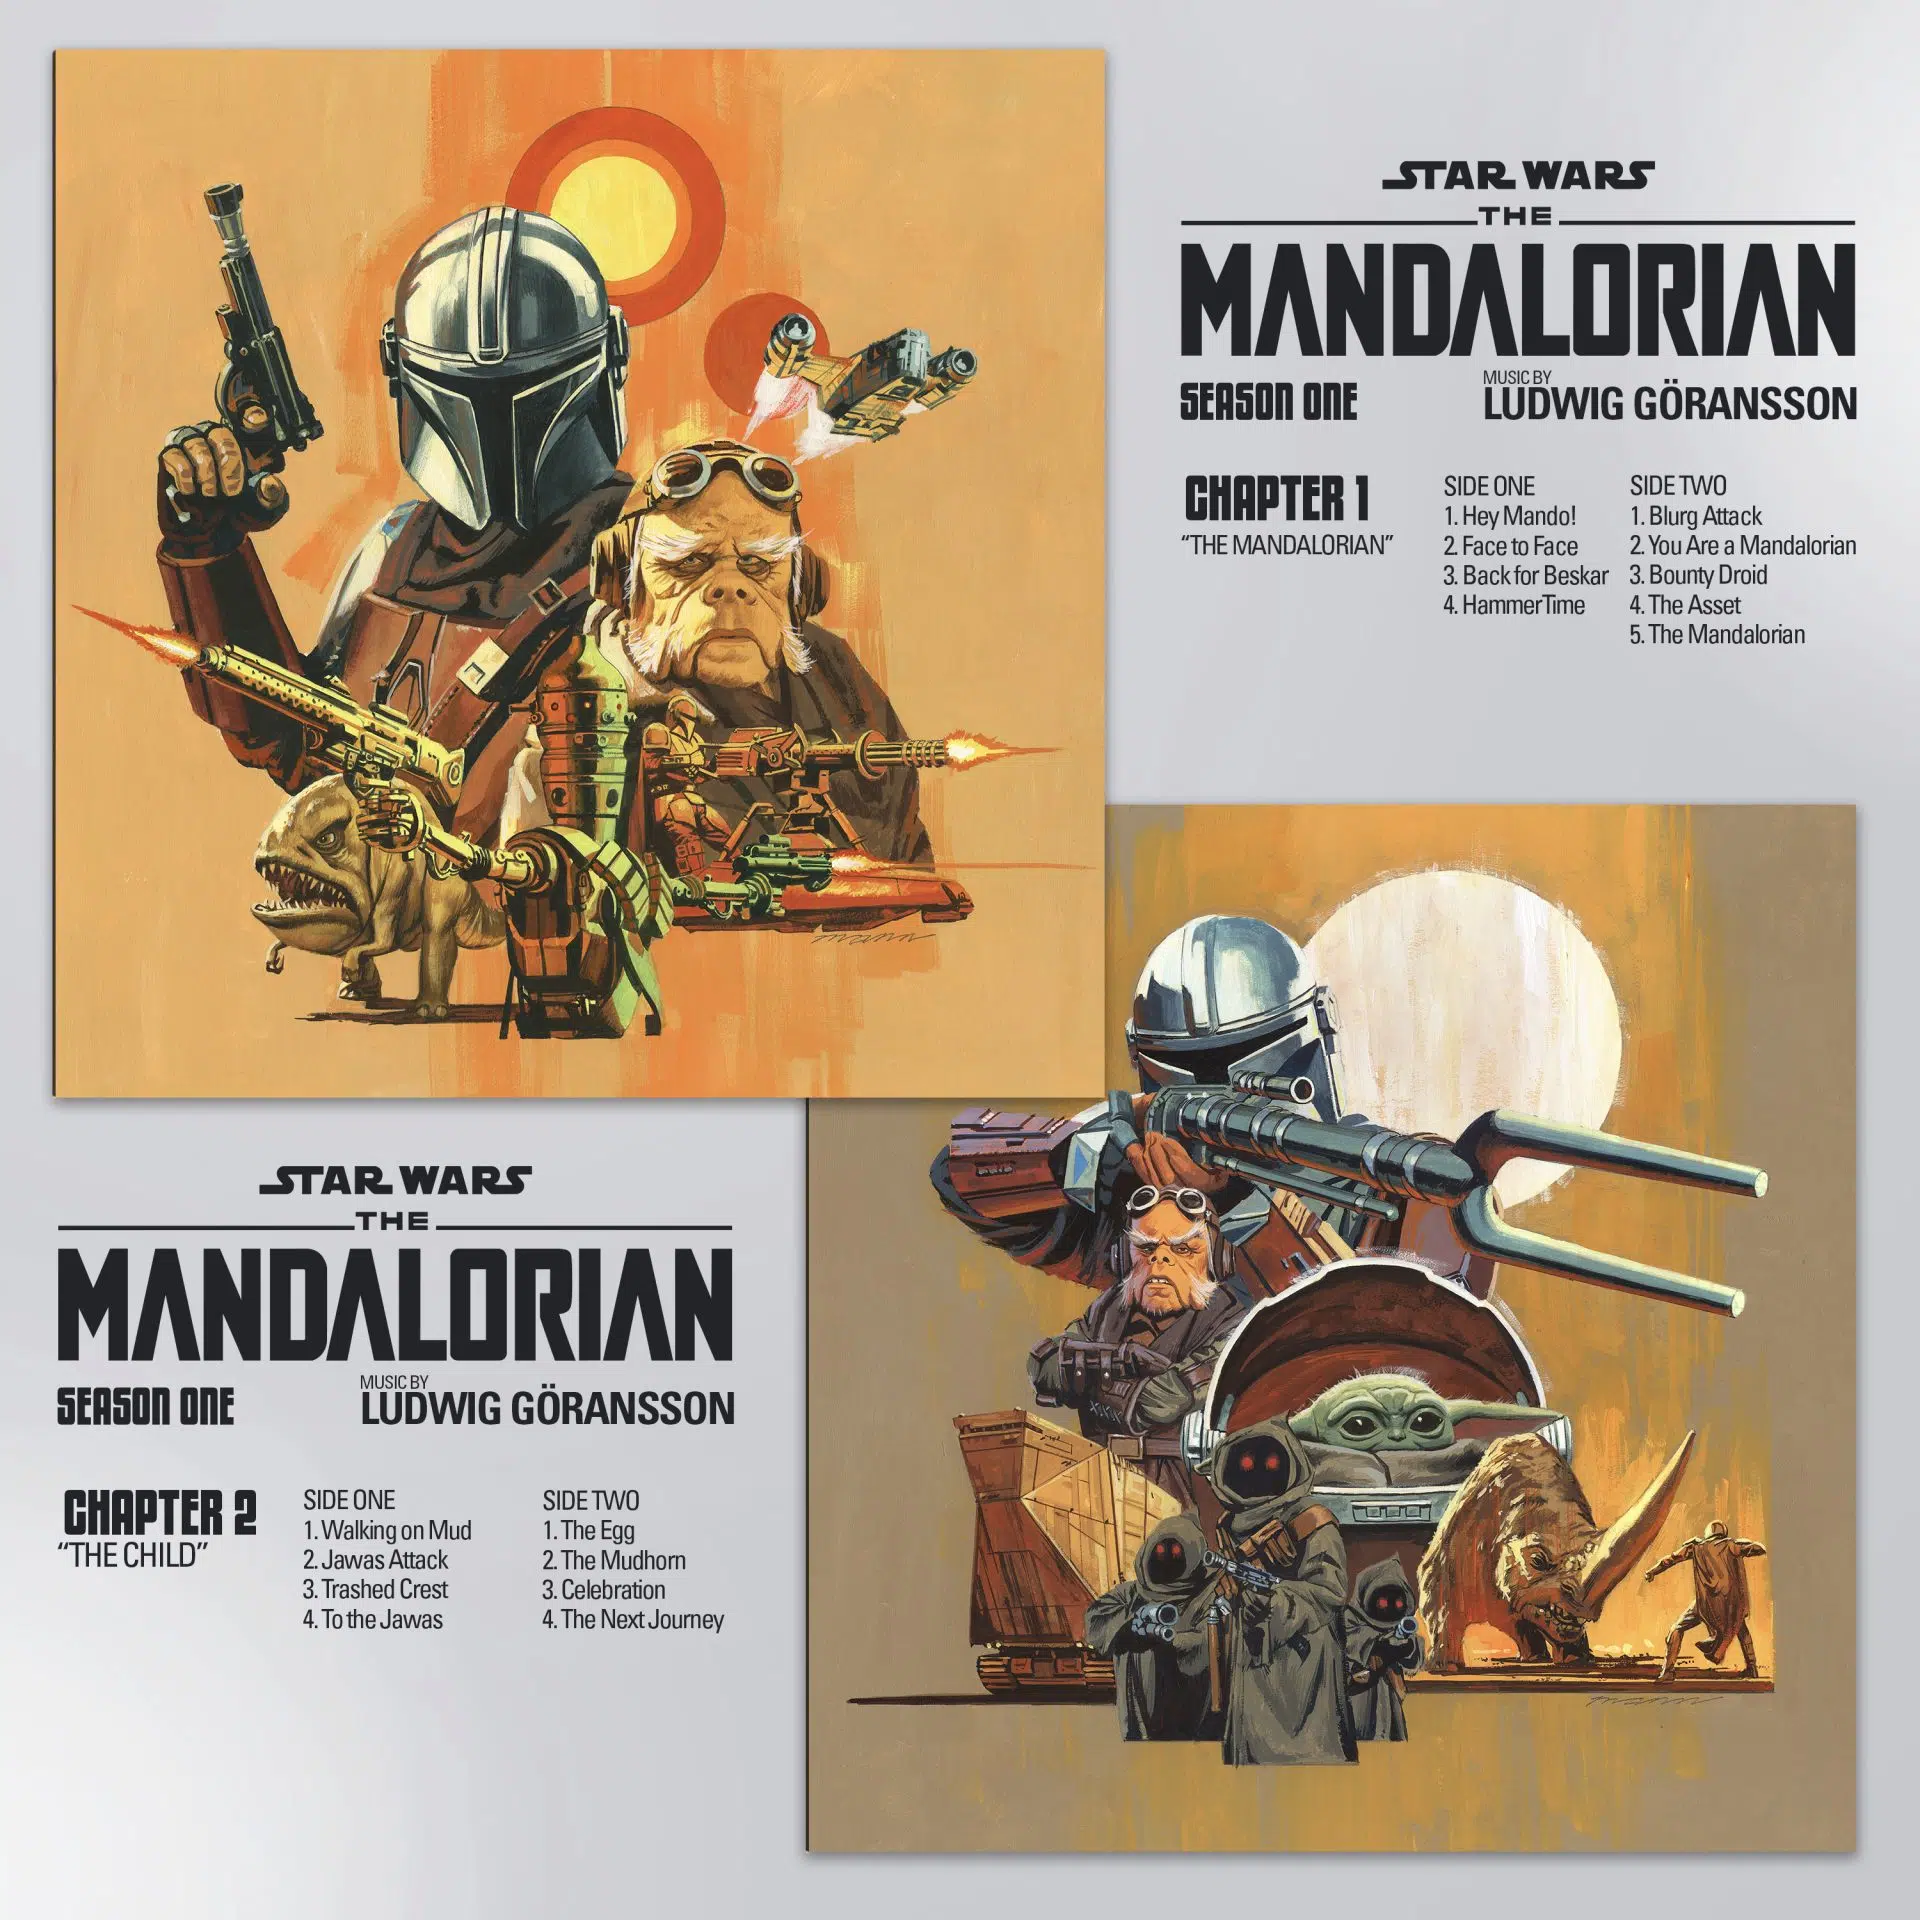 STAR WARS
THE
MANDALORIAN
SEASON ONE
MUSIC BY
LUDWIG GÖRANSSON
CHAPTER 1
“THE MANDALORIAN”
SIDE ONE
1. Hey Mando!
2. Face to Face
3. Back for Beskar
4. HammerTime
SIDE TWO
1. Blurg Attack
2. You Are a Mandalorian
3. Bounty Droid
4. The Asset
5. The Mandalorian
mann
STAR WARS
THE
MANDALORIAN
SEASON ONE
MUSIC BY
LUDWIG GÖRANSSON
CHAPTER 2
“THE CHILD”
SIDE ONE
1. Walking on Mud
2. Jawas Attack
3. Trashed Crest
4. To the Jawas
SIDE TWO
1. The Egg
2. The Mudhorn
3. Celebration
4. The Next Journey
mann